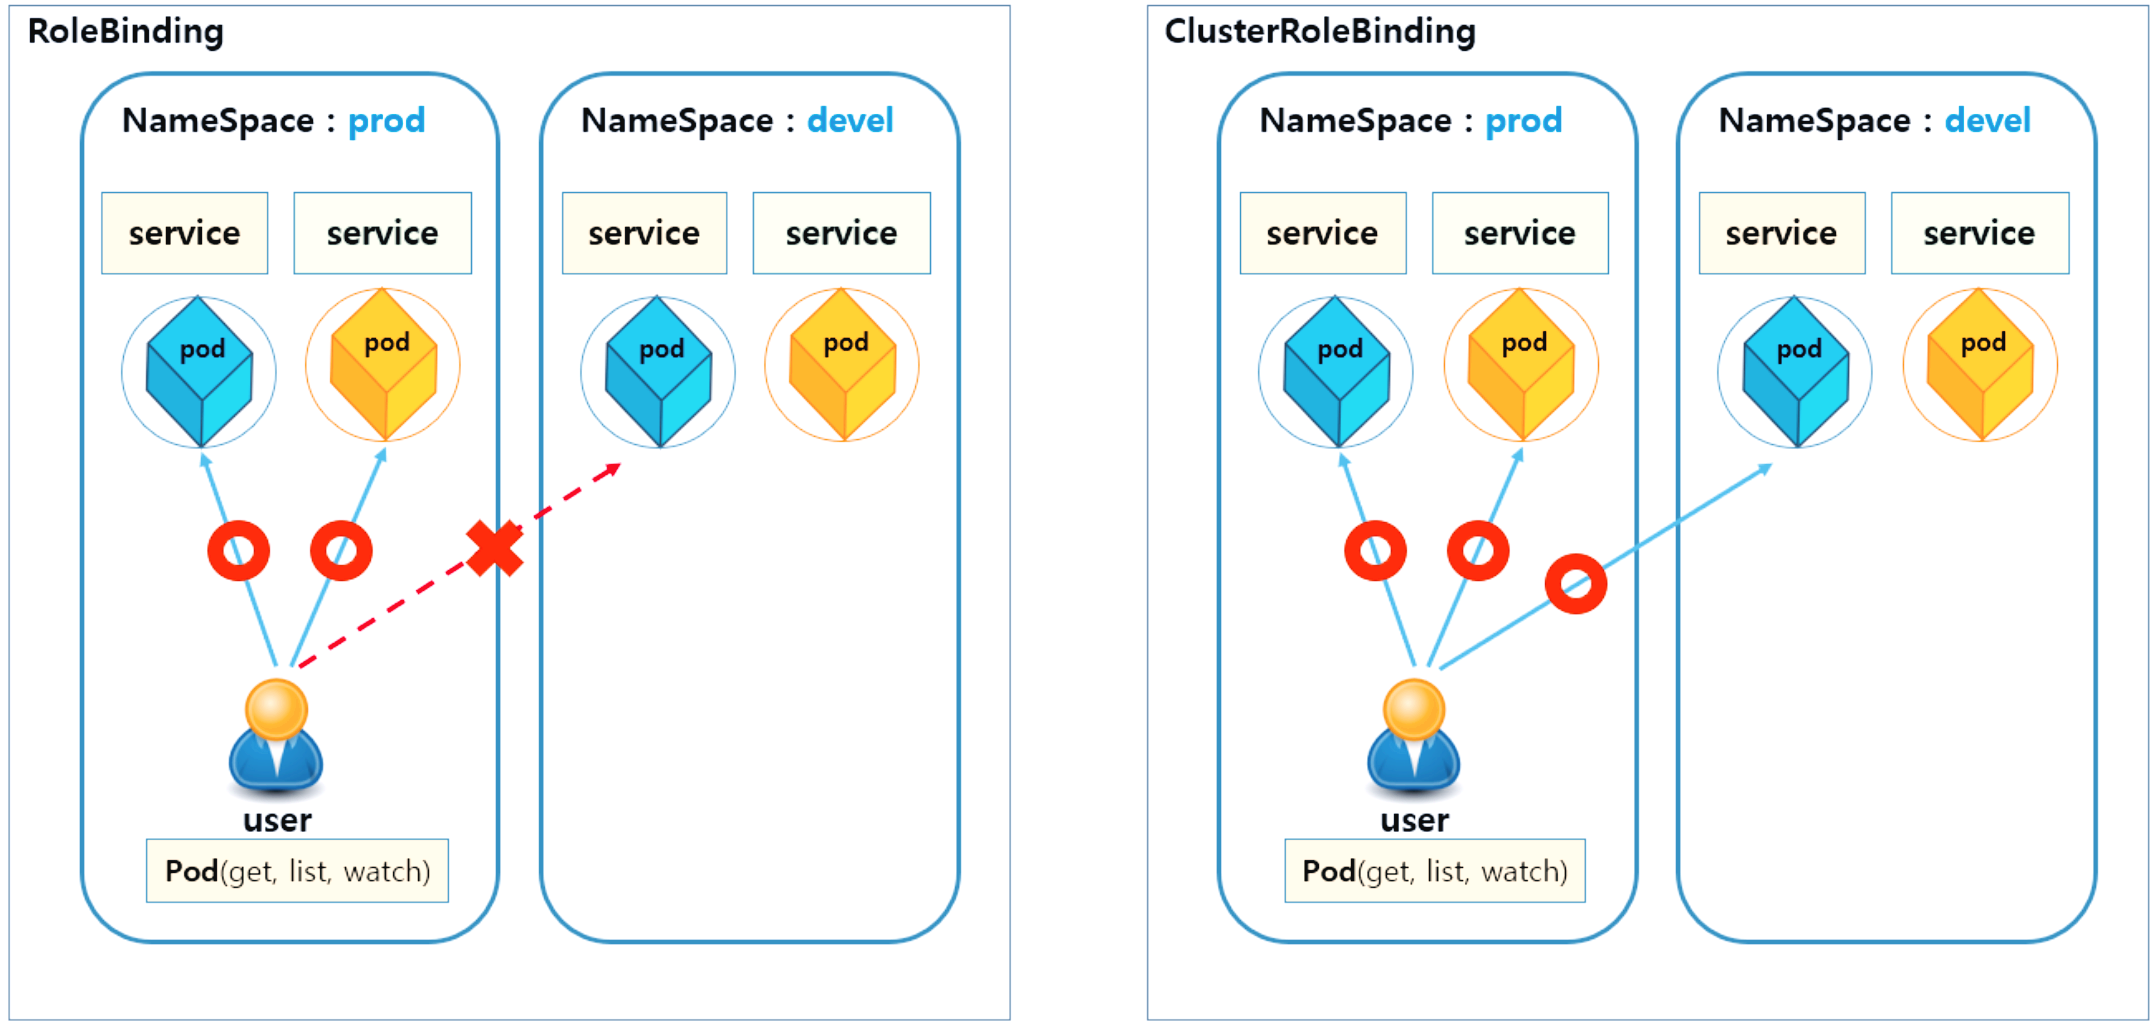 RoleBinding
NameSpace : prod
service
service
pod
pod
user
Pod(get, list, watch)
NameSpace : devel
service
service
pod
pod
ClusterRoleBinding
NameSpace : prod
service
service
pod
pod
user
Pod(get, list, watch)
NameSpace : devel
service
service
pod
pod